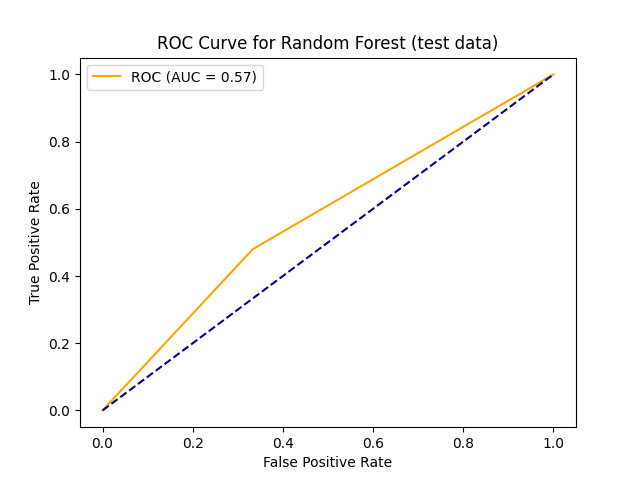 ROC Curve for Random Forest (test data)
ROC (AUC = 0.57)
True Positive Rate
1.0
0.8
0.6
0.4
0.2
0.0
0.0 0.2 0.4 0.6 0.8 1.0
False Positive Rate